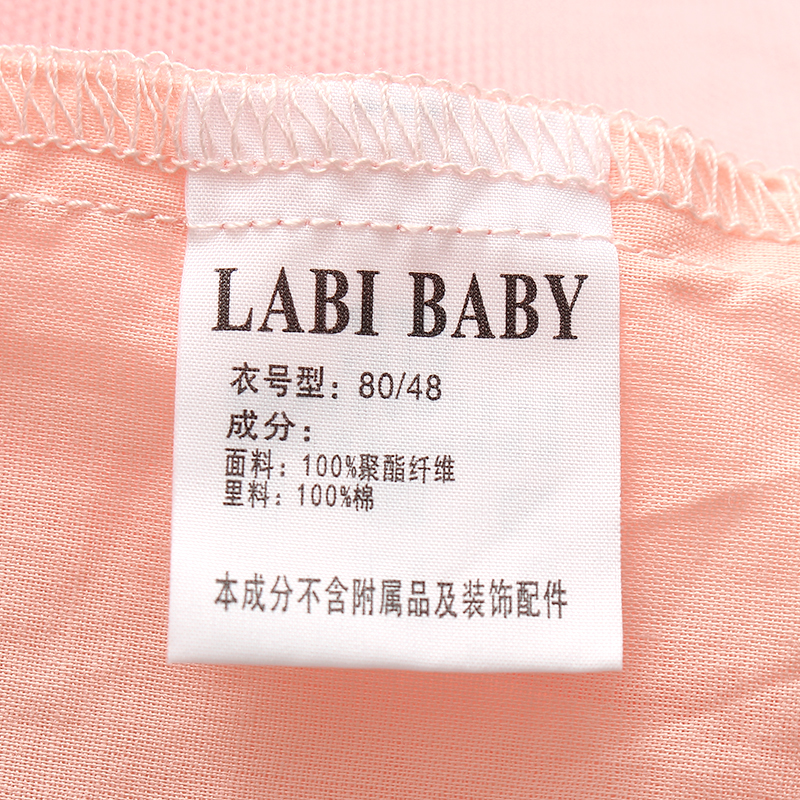 LABI BABY
衣号型：80/48
成分：
面料：100%聚酯纤维
里料：100%棉
本成分不含附属品及装饰配件